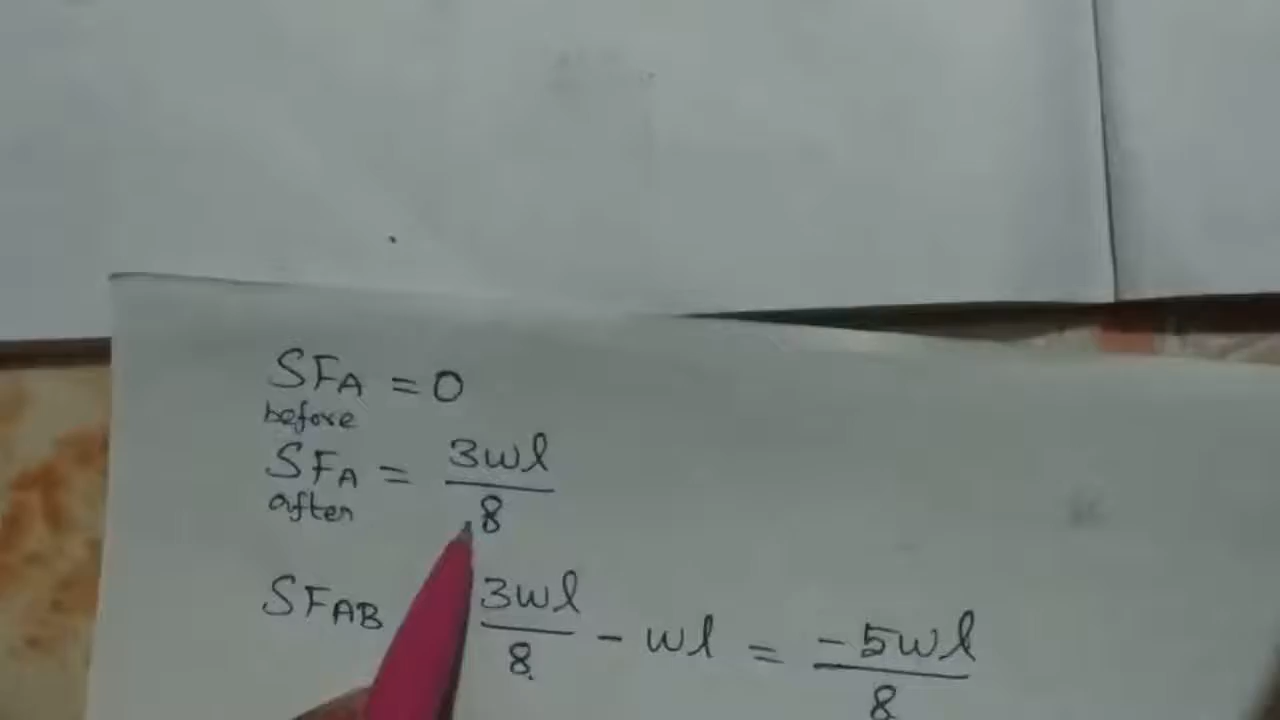 SFA = 0
before
SFA = 3wl/8
after
SFAB 3wl/8 - wl = -5wl/8